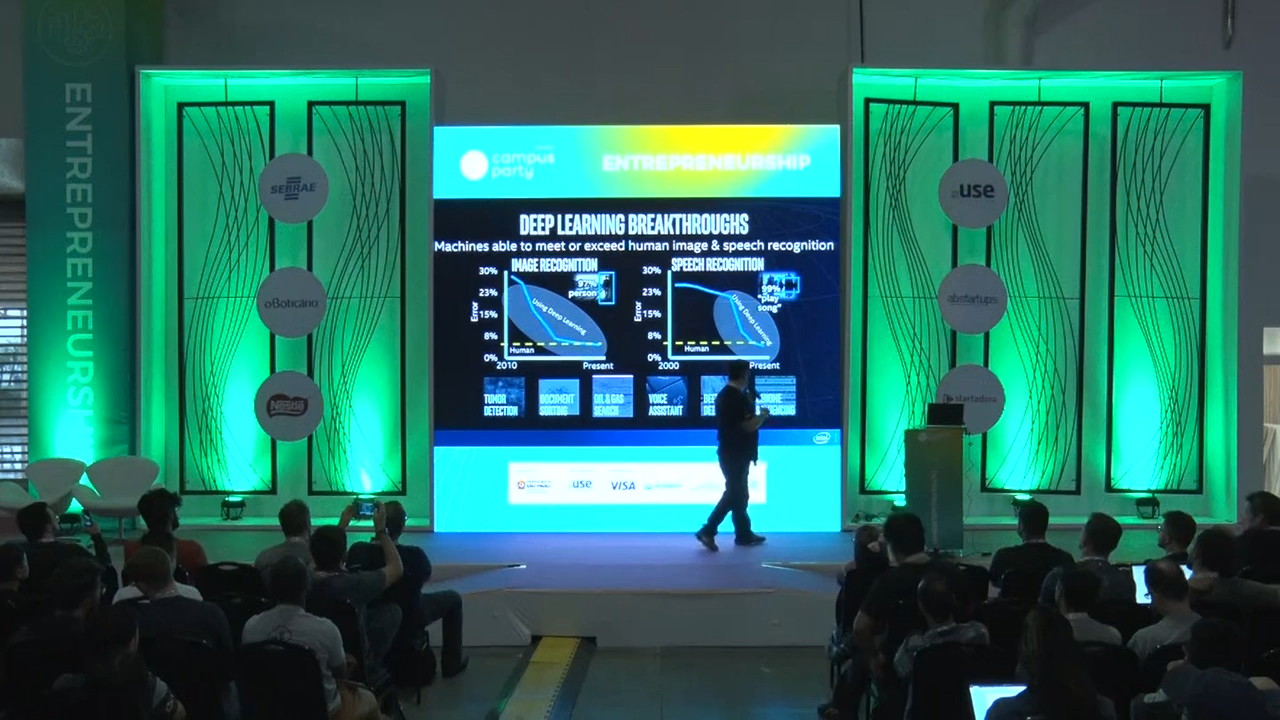 ENTREPRENEURSI
SEBRAE
oBoticário
Nestlé
campus
party
ENTREPRENEURSHIP
DEEP LEARNING BREAKTHROUGHS
Machines able to meet or exceed human image & speech recognition
IMAGE RECOGNITION
30%
23%
15%
8%
0%
Error
97%
person
Using Deep Learning
Human
2010
Present
SPEECH RECOGNITION
30%
23%
15%
8%
0%
Error
99%
"play
song"
Using Deep Learning
Human
2000
Present
TUMOR
DETECTION
DOCUMENT
SORTING
OIL & GAS
SEARCH
VOICE
ASSISTANT
intel
use
VISA
use
abstartups
startadora